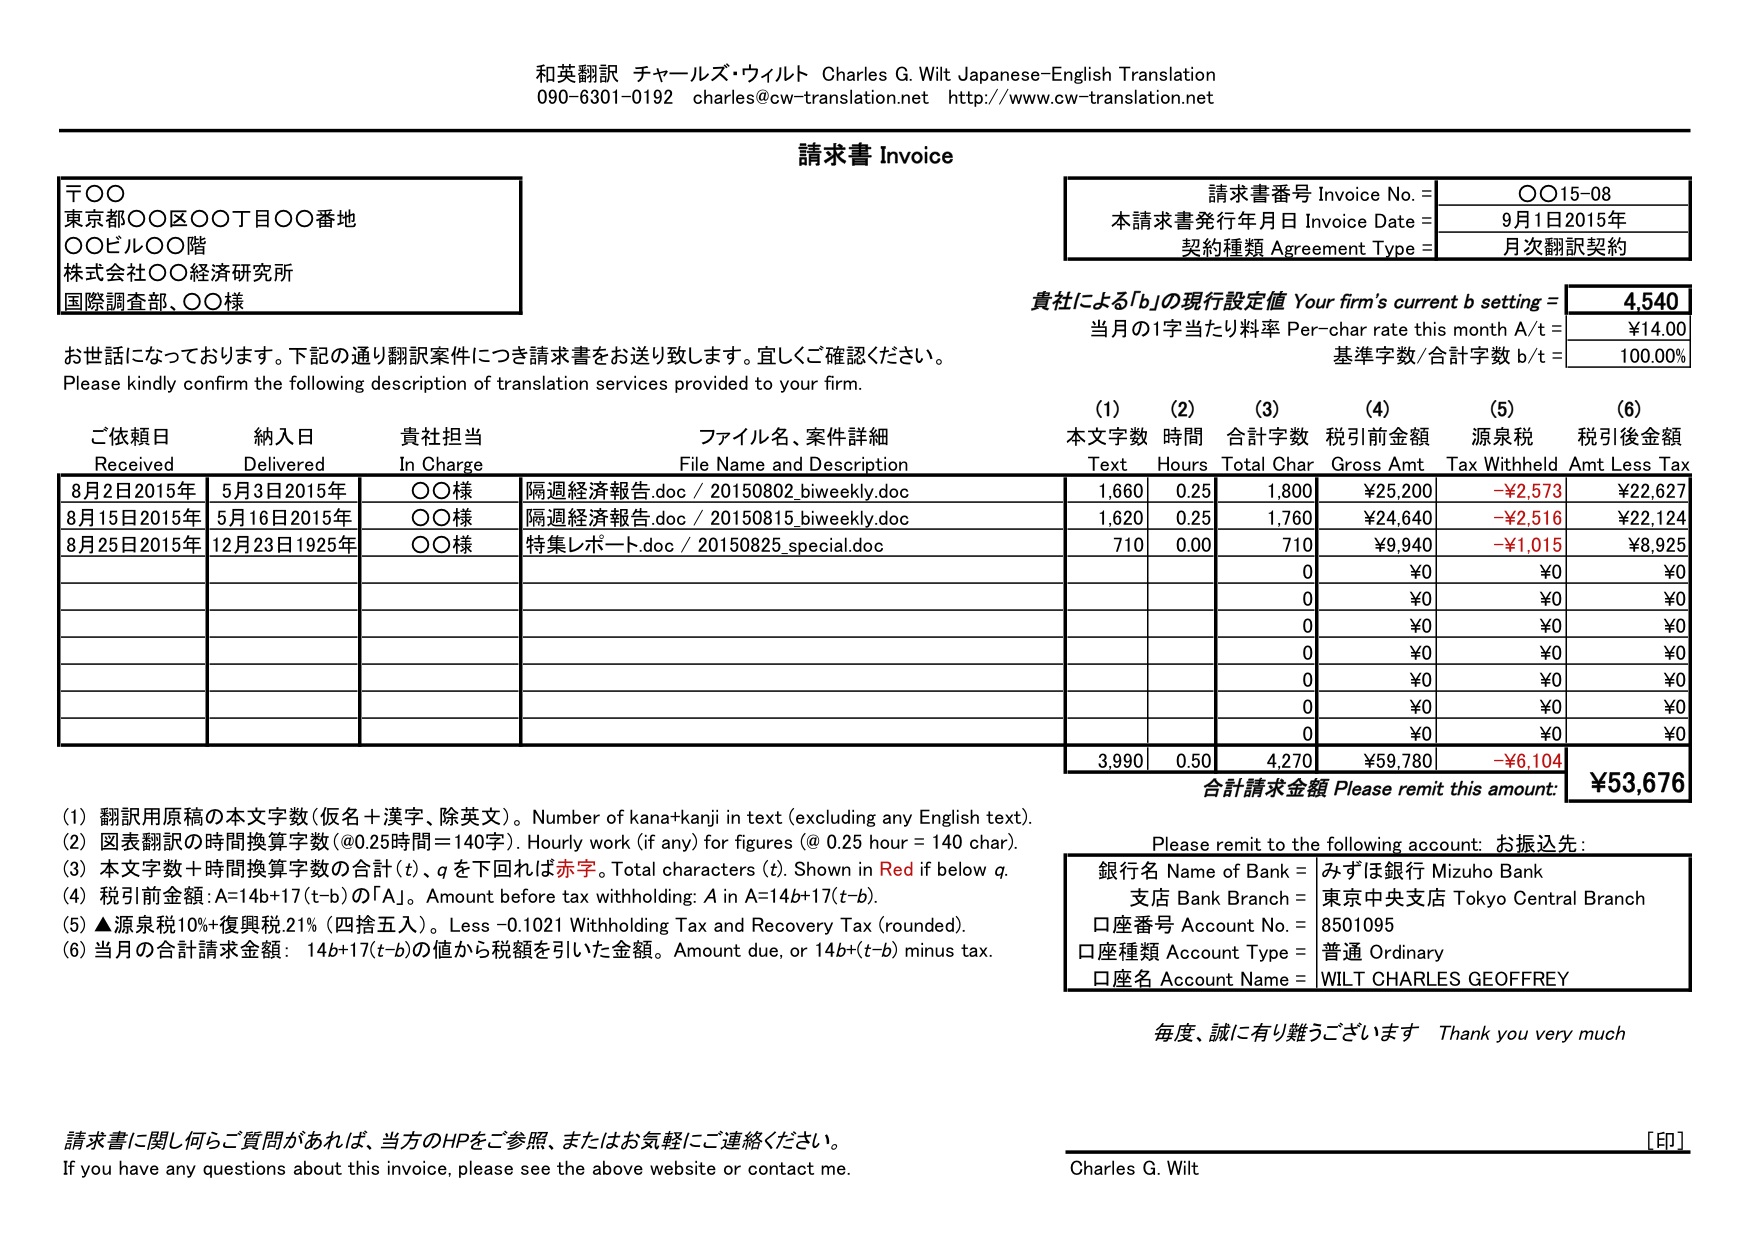 和英翻訳 チャールズ・ウィルト Charles G. Wilt Japanese-English Translation
090-6301-0192 charles@cw-translation.net http://www.cw-translation.net
請求書 Invoice
〒〇〇
東京都〇〇区〇〇丁目〇〇番地
〇〇ビル〇〇階
株式会社〇〇経済研究所
国際調査部、〇〇様
請求書番号 Invoice No. = 〇〇15-08
本請求書発行年月日 Invoice Date = 9月1日2015年
契約種類 Agreement Type = 月次翻訳契約
貴社による「b」の現行設定値 Your firm's current b setting = 4,540
当月の1字当たり料率 Per-char rate this month A/t = ¥14.00
基準字数/合計字数 b/t = 100.00%
お世話になっております。下記の通り翻訳案件につき請求書をお送り致します。宜しくご確認ください。
Please kindly confirm the following description of translation services provided to your firm.
(1) (2) (3) (4) (5) (6)
ご依頼日 納入日 貴社担当 ファイル名、案件詳細 本文字数 時間 合計字数 税引前金額 源泉税 税引後金額
Received Delivered In Charge File Name and Description Text Hours Total Char Gross Amt Tax Withheld Amt Less Tax
8月2日2015年 5月3日2015年 〇〇様 隔週経済報告.doc / 20150802_biweekly.doc 1,660 0.25 1,800 ¥25,200 -¥2,573 ¥22,627
8月15日2015年 5月16日2015年 〇〇様 隔週経済報告.doc / 20150815_biweekly.doc 1,620 0.25 1,760 ¥24,640 -¥2,516 ¥22,124
8月25日2015年 12月23日1925年 〇〇様 特集レポート.doc / 20150825_special.doc 710 0.00 710 ¥9,940 -¥1,015 ¥8,925
0 ¥0 ¥0 ¥0
0 ¥0 ¥0 ¥0
0 ¥0 ¥0 ¥0
0 ¥0 ¥0 ¥0
0 ¥0 ¥0 ¥0
0 ¥0 ¥0 ¥0
0 ¥0 ¥0 ¥0
3,990 0.50 4,270 ¥59,780 -¥6,104
合計請求金額 Please remit this amount: ¥53,676
(1) 翻訳用原稿の本文字数(仮名＋漢字、除英文)。 Number of kana+kanji in text (excluding any English text).
(2) 図表翻訳の時間換算字数(@0.25時間＝140字). Hourly work (if any) for figures (@ 0.25 hour = 140 char).
(3) 本文字数＋時間換算字数の合計(t)、q を下回れば赤字。Total characters (t). Shown in Red if below q.
(4) 税引前金額:A=14b+17(t-b)の「A」。 Amount before tax withholding: A in A=14b+17(t-b).
(5) ▲源泉税10%+復興税.21% (四捨五入)。 Less -0.1021 Withholding Tax and Recovery Tax (rounded).
(6) 当月の合計請求金額: 14b+17(t-b)の値から税額を引いた金額。 Amount due, or 14b+(t-b) minus tax.
Please remit to the following account: お振込先:
銀行名 Name of Bank = みずほ銀行 Mizuho Bank
支店 Bank Branch = 東京中央支店 Tokyo Central Branch
口座番号 Account No. = 8501095
口座種類 Account Type = 普通 Ordinary
口座名 Account Name = WILT CHARLES GEOFFREY
毎度、誠に有り難うございます Thank you very much
請求書に関し何らご質問があれば、当方のHPをご参照、またはお気軽にご連絡ください。
If you have any questions about this invoice, please see the above website or contact me.
[印]
Charles G. Wilt